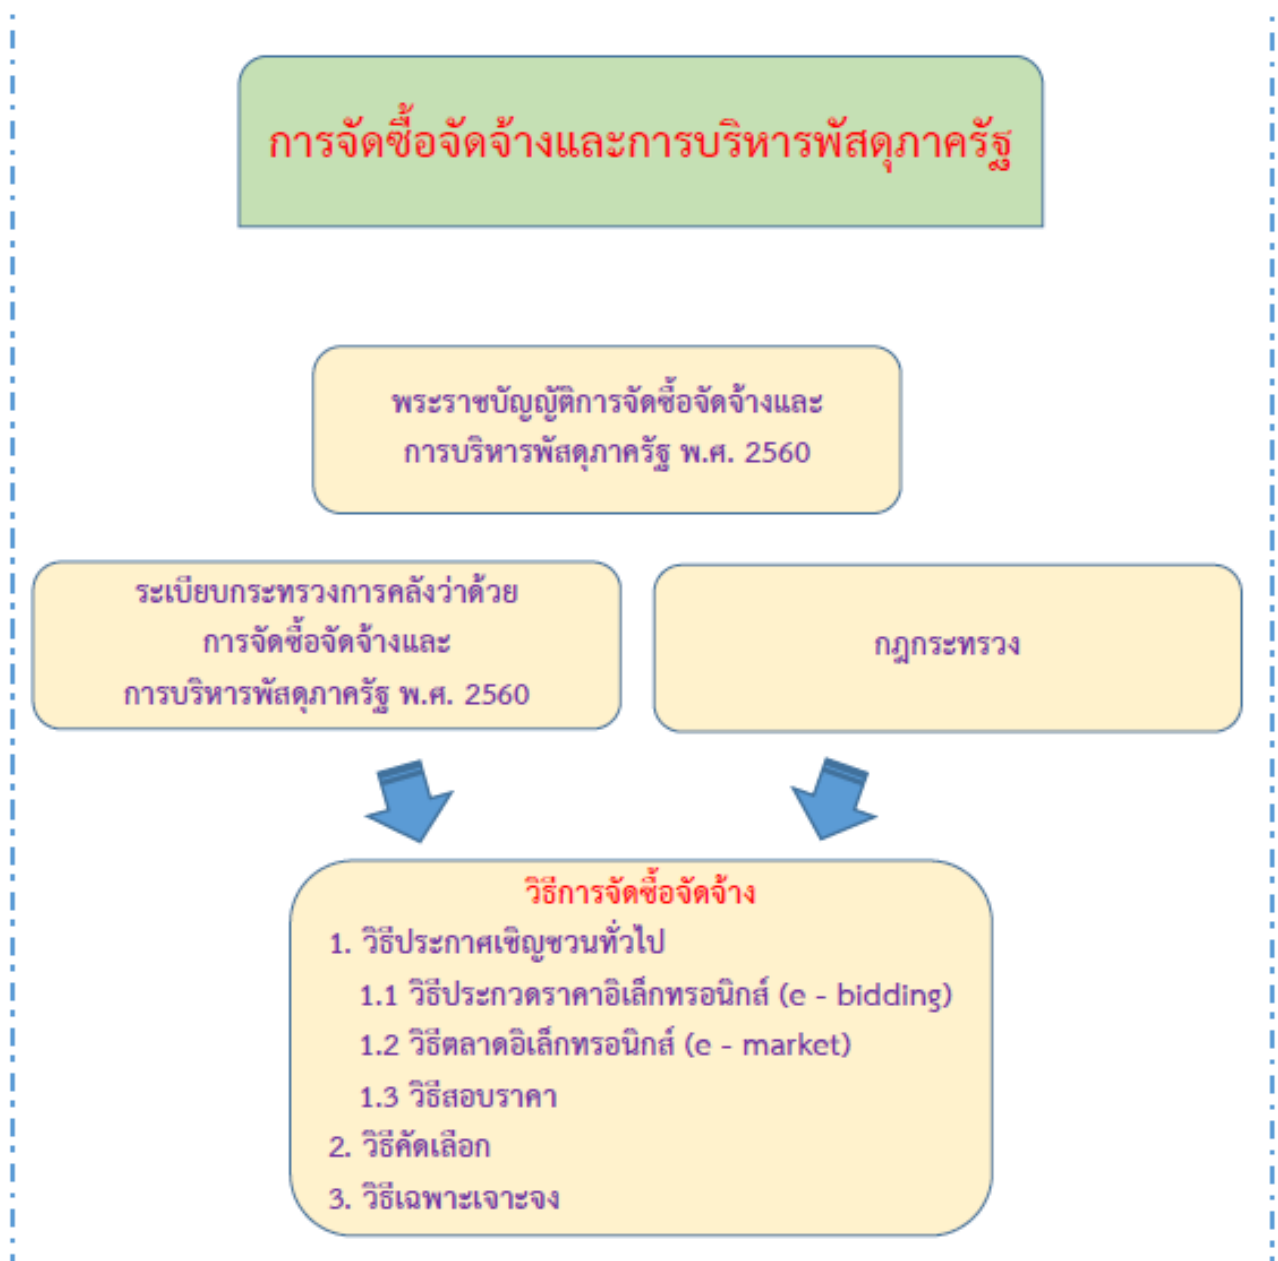 การจัดซื้อจัดจ้างและการบริหารพัสดุภาครัฐ
พระราชบัญญัติการจัดซื้อจัดจ้างและ
การบริหารพัสดุภาครัฐ พ.ศ. 2560
ระเบียบกระทรวงการคลังว่าด้วย
การจัดซื้อจัดจ้างและ
การบริหารพัสดุภาครัฐ พ.ศ. 2560
กฎกระทรวง
วิธีการจัดซื้อจัดจ้าง
1. วิธีประกาศเชิญชวนทั่วไป
1.1 วิธีประกวดราคาอิเล็กทรอนิกส์ (e - bidding)
1.2 วิธีตลาดอิเล็กทรอนิกส์ (e - market)
1.3 วิธีสอบราคา
2. วิธีคัดเลือก
3. วิธีเฉพาะเจาะจง